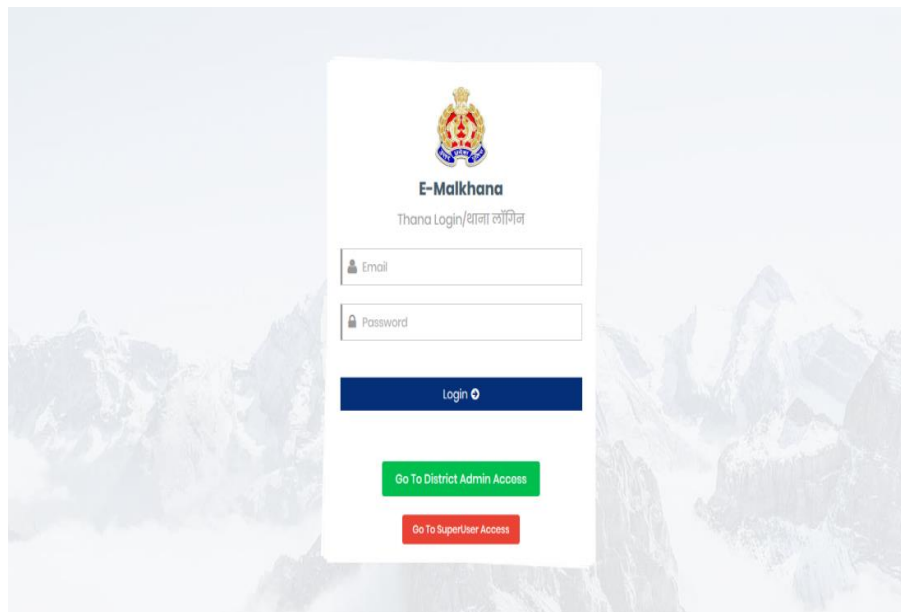 E-Malkhana
Thana Login/थाना लॉगिन
Email
Password
Login
Go To District Admin Access
Go To SuperUser Access